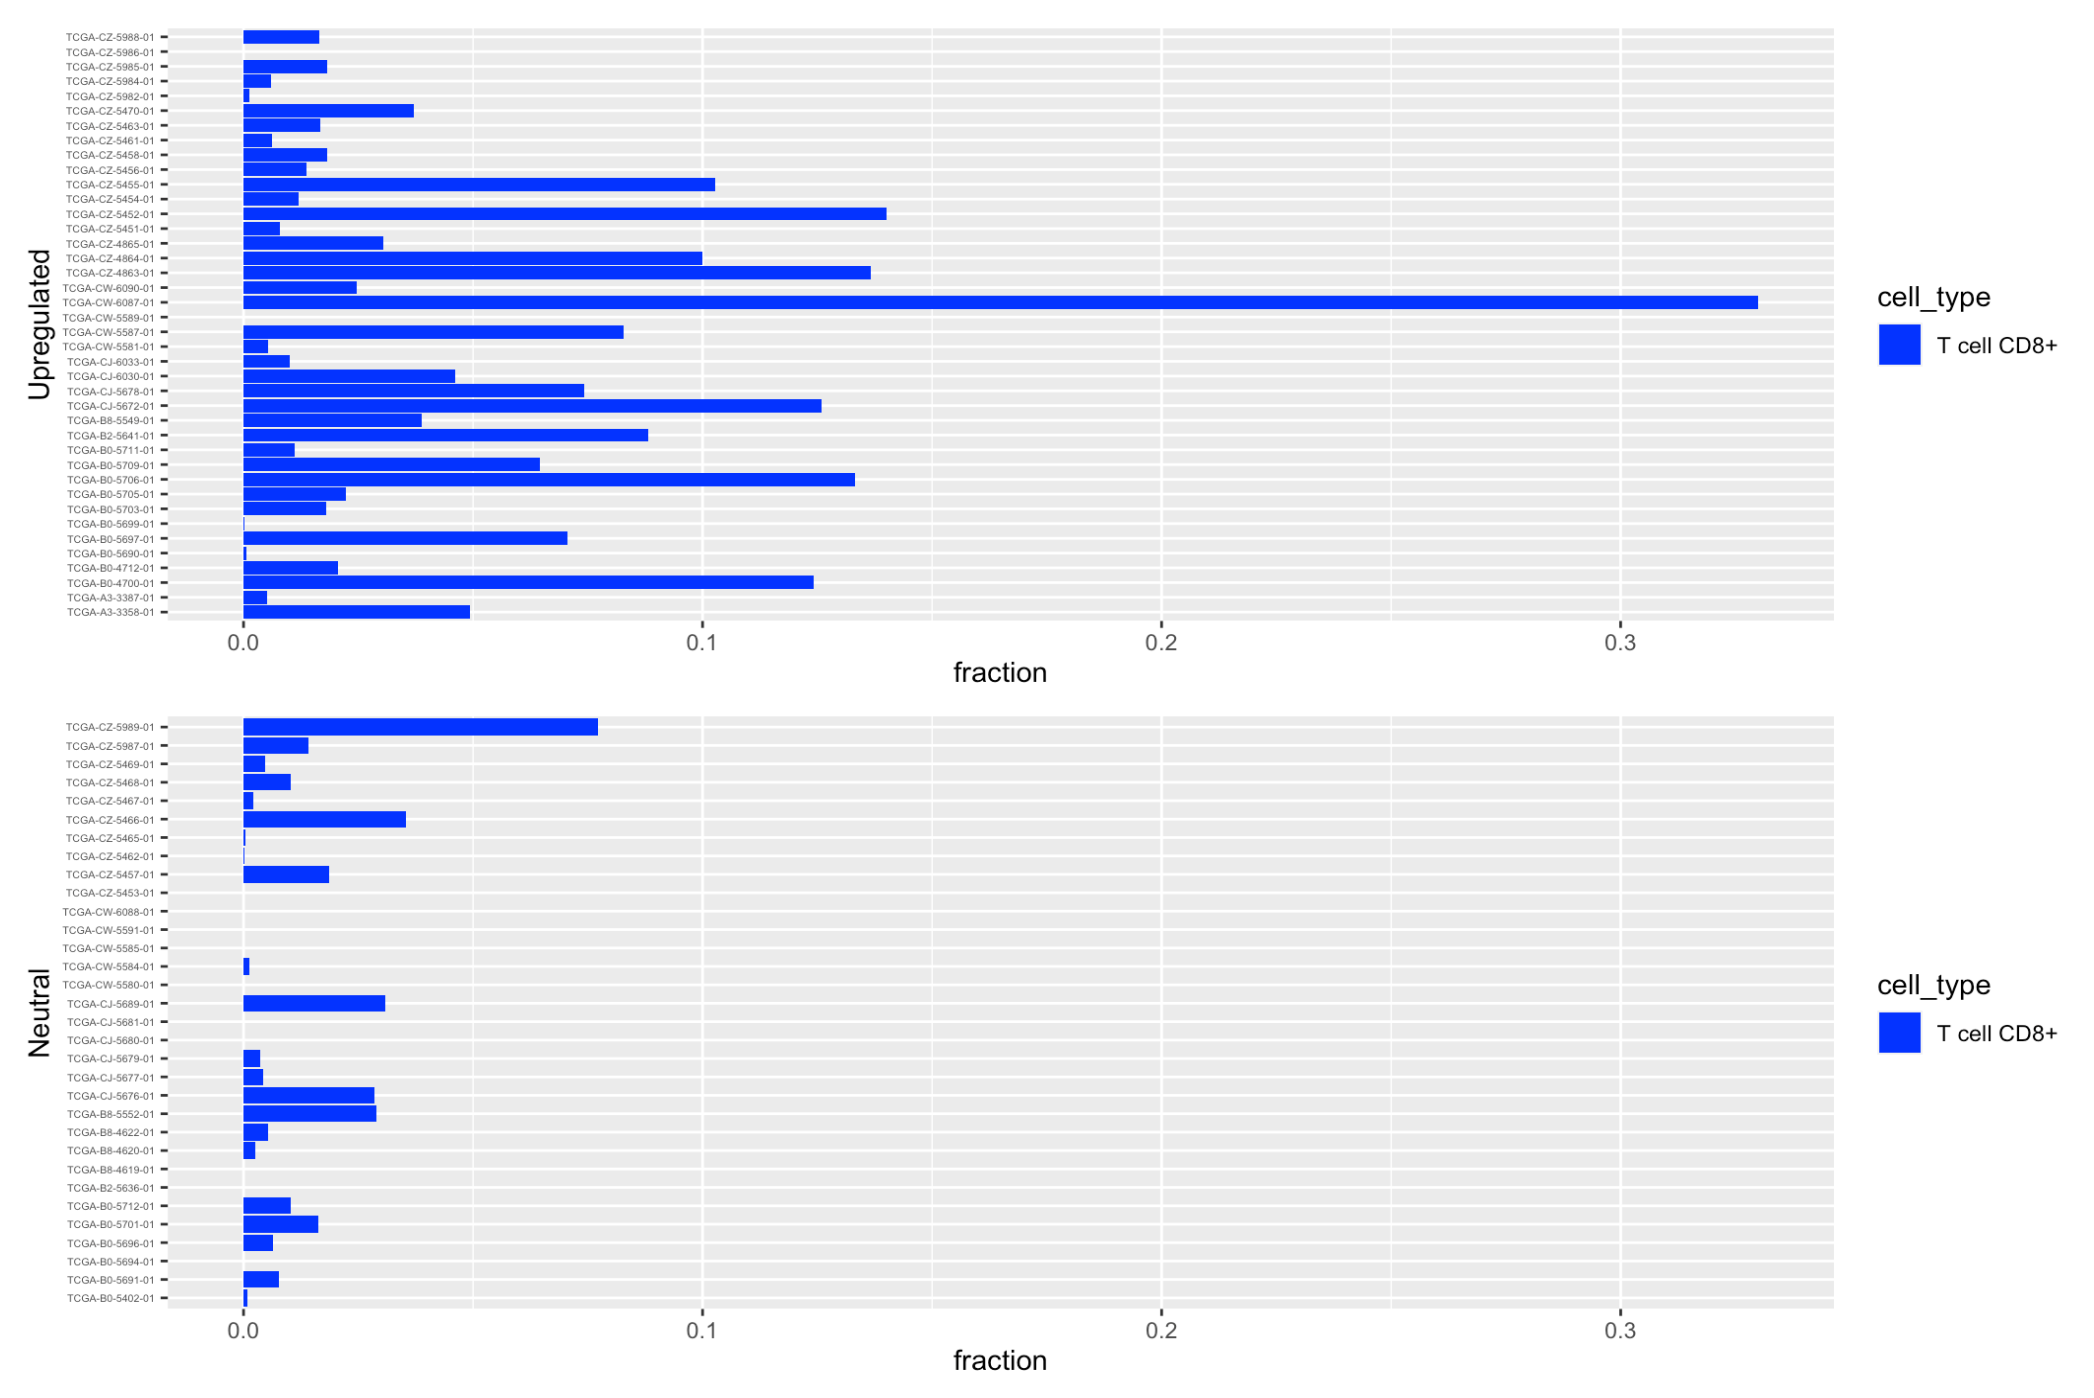 Upregulated
TCGA-CZ-5988-01
TCGA-CZ-5986-01
TCGA-CZ-5985-01
TCGA-CZ-5984-01
TCGA-CZ-5982-01
TCGA-CZ-5470-01
TCGA-CZ-5463-01
TCGA-CZ-5461-01
TCGA-CZ-5458-01
TCGA-CZ-5456-01
TCGA-CZ-5455-01
TCGA-CZ-5454-01
TCGA-CZ-5452-01
TCGA-CZ-5451-01
TCGA-CZ-4865-01
TCGA-CZ-4864-01
TCGA-CZ-4863-01
TCGA-CW-6090-01
TCGA-CW-6087-01
TCGA-CW-5589-01
TCGA-CW-5587-01
TCGA-CW-5581-01
TCGA-CJ-6033-01
TCGA-CJ-6030-01
TCGA-CJ-5678-01
TCGA-CJ-5672-01
TCGA-B8-5549-01
TCGA-B2-5641-01
TCGA-B0-5711-01
TCGA-B0-5709-01
TCGA-B0-5706-01
TCGA-B0-5705-01
TCGA-B0-5703-01
TCGA-B0-5699-01
TCGA-B0-5697-01
TCGA-B0-5690-01
TCGA-B0-4712-01
TCGA-B0-4700-01
TCGA-A3-3387-01
TCGA-A3-3358-01
0.0 0.1 0.2 0.3
fraction
cell_type
T cell CD8+
Neutral
TCGA-CZ-5989-01
TCGA-CZ-5987-01
TCGA-CZ-5469-01
TCGA-CZ-5468-01
TCGA-CZ-5467-01
TCGA-CZ-5466-01
TCGA-CZ-5465-01
TCGA-CZ-5462-01
TCGA-CZ-5457-01
TCGA-CZ-5453-01
TCGA-CW-6088-01
TCGA-CW-5591-01
TCGA-CW-5585-01
TCGA-CW-5584-01
TCGA-CW-5580-01
TCGA-CJ-5689-01
TCGA-CJ-5681-01
TCGA-CJ-5680-01
TCGA-CJ-5679-01
TCGA-CJ-5677-01
TCGA-CJ-5676-01
TCGA-B8-5552-01
TCGA-B8-4622-01
TCGA-B8-4620-01
TCGA-B8-4619-01
TCGA-B2-5636-01
TCGA-B0-5712-01
TCGA-B0-5701-01
TCGA-B0-5696-01
TCGA-B0-5694-01
TCGA-B0-5691-01
TCGA-B0-5402-01
0.0 0.1 0.2 0.3
fraction
cell_type
T cell CD8+